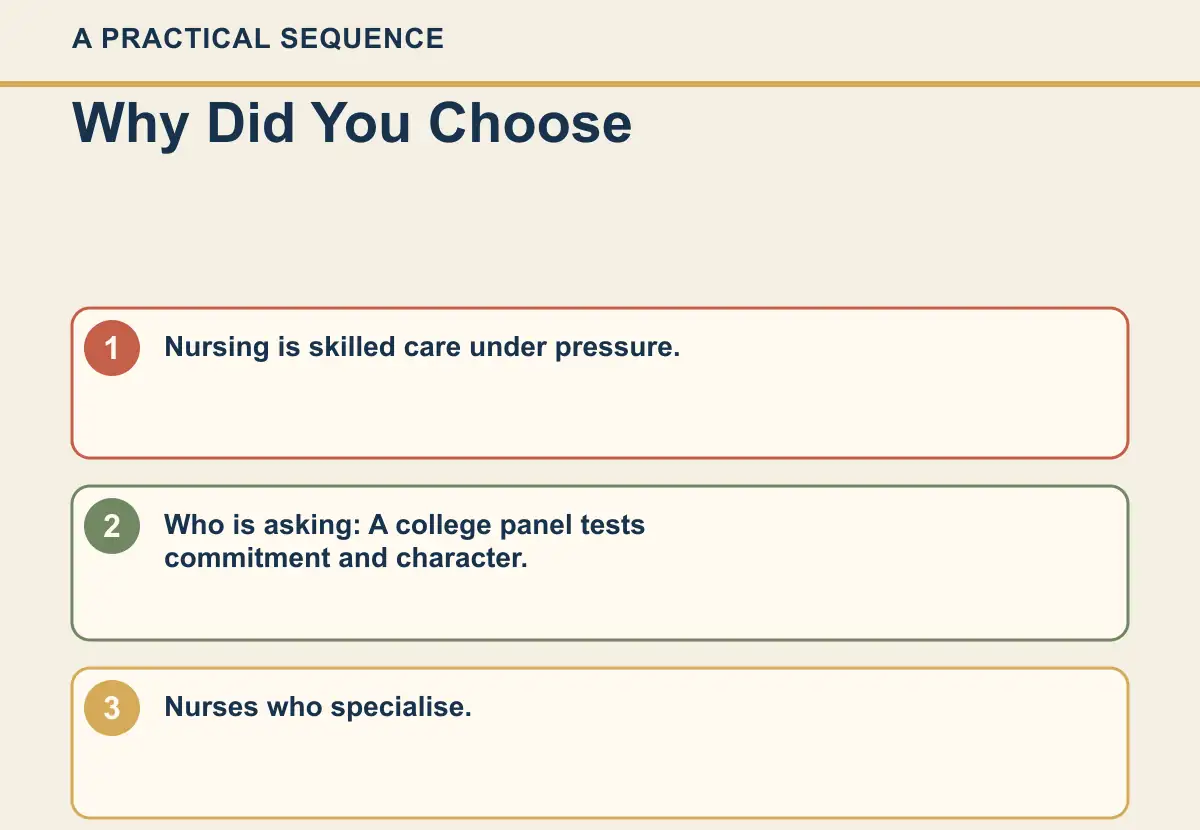 A PRACTICAL SEQUENCE
Why Did You Choose
1
Nursing is skilled care under pressure.
2
Who is asking: A college panel tests
commitment and character.
3
Nurses who specialise.